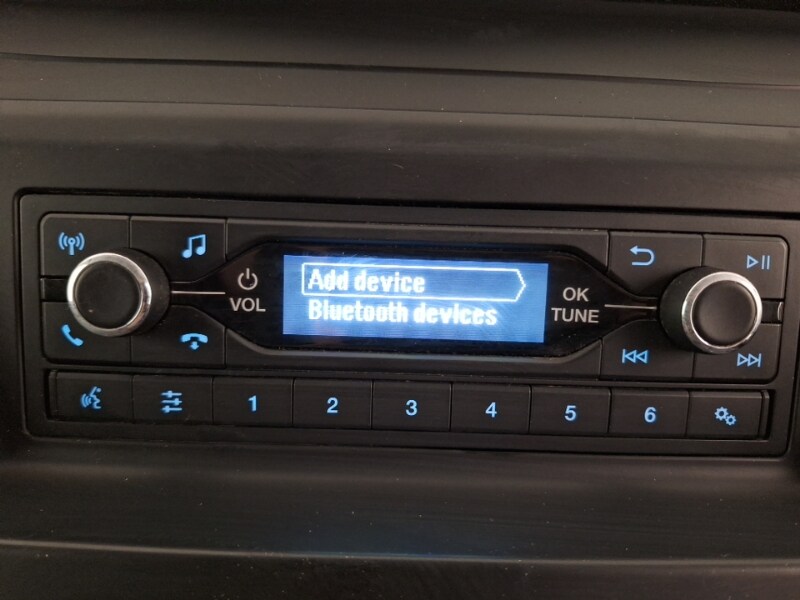 VOL
Add device
Bluetooth devices
OK
TUNE
1 2 3 4 5 6